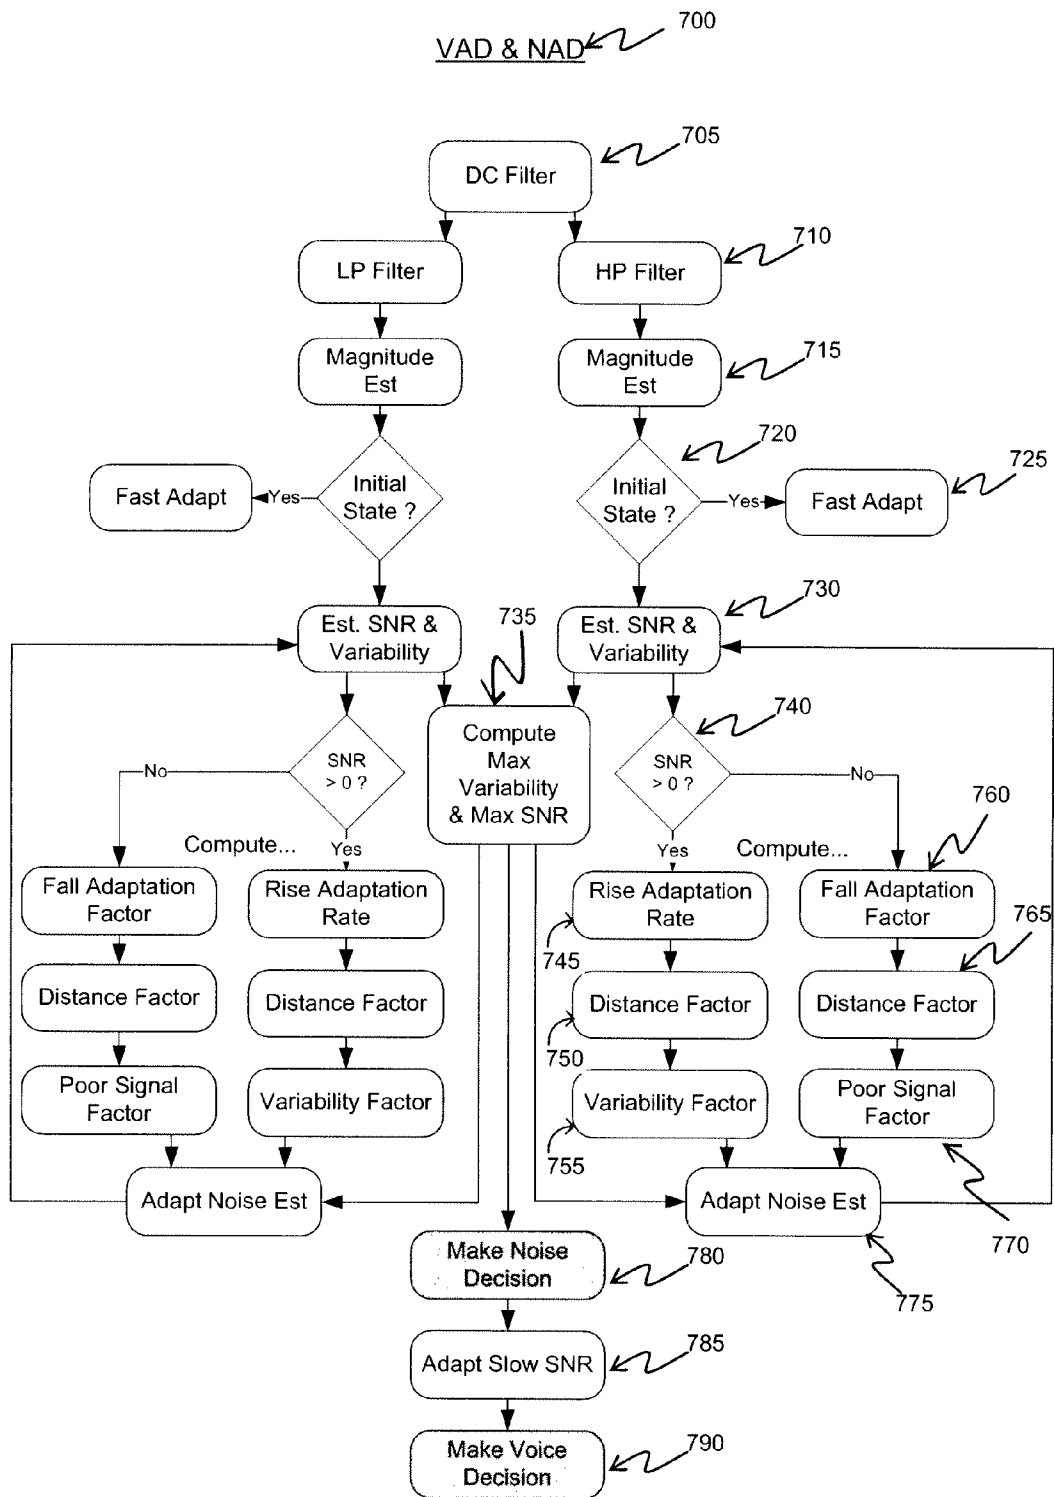 700
VAD & NAD
705
DC Filter
710
LP Filter
HP Filter
715
Magnitude
Est
Magnitude
Est
720
725
Initial
State ?
Yes
Fast Adapt
Initial
State ?
Yes
Fast Adapt
730
735
Est. SNR &
Variability
Est. SNR &
Variability
740
Compute
Max
Variability
& Max SNR
SNR
> 0 ?
No
SNR
> 0 ?
No
760
Compute...
Yes
Yes
Compute...
Fall Adaptation
Factor
Rise Adaptation
Rate
Rise Adaptation
Rate
Fall Adaptation
Factor
765
745
Distance Factor
Distance Factor
Distance Factor
Distance Factor
750
Poor Signal
Factor
Variability Factor
Variability Factor
Poor Signal
Factor
755
Adapt Noise Est
Adapt Noise Est
770
Make Noise
Decision
780
775
Adapt Slow SNR
785
Make Voice
Decision
790